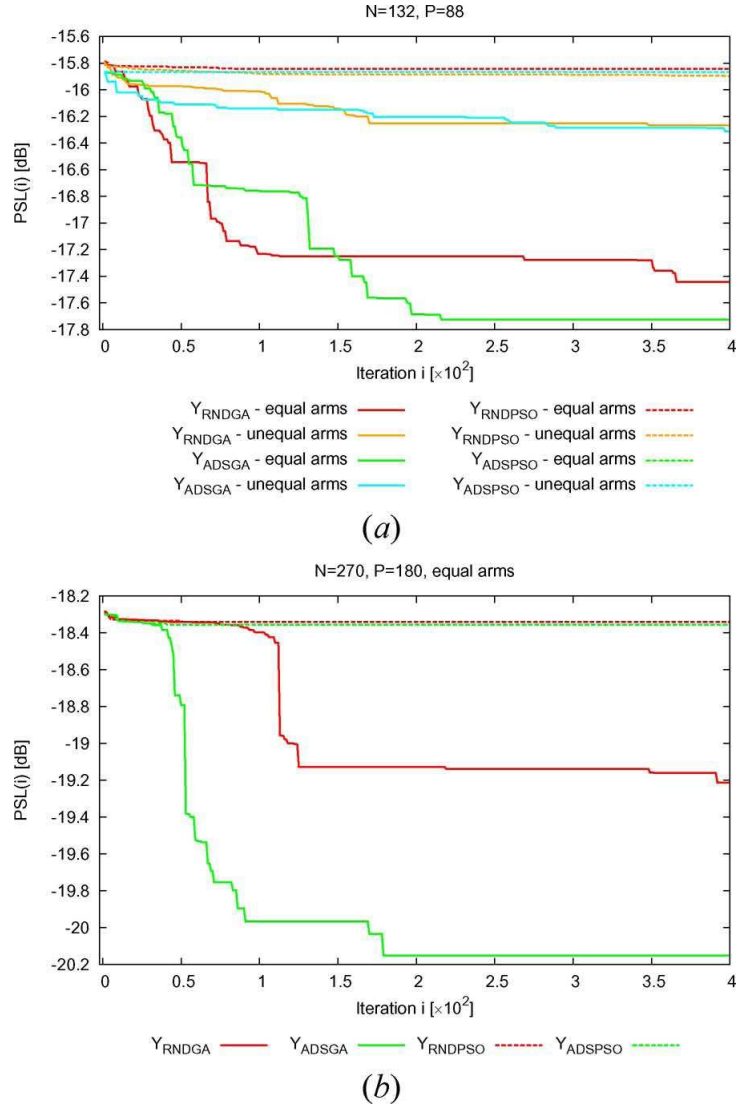 N=132, P=88
-15.6
-15.8
-16
-16.2
-16.4
-16.6
-16.8
-17
-17.2
-17.4
-17.6
-17.8
PSL(i) [dB]
0 0.5 1 1.5 2 2.5 3 3.5 4
Iteration i [×10²]
Y_RNDGA - equal arms Y_RNDPSO - equal arms
Y_RNDGA - unequal arms Y_RNDPSO - unequal arms
Y_ADSGA - equal arms Y_ADSPSO - equal arms
Y_ADSGA - unequal arms Y_ADSPSO - unequal arms
(a)
N=270, P=180, equal arms
-18.2
-18.4
-18.6
-18.8
-19
-19.2
-19.4
-19.6
-19.8
-20
-20.2
PSL(i) [dB]
0 0.5 1 1.5 2 2.5 3 3.5 4
Iteration i [×10²]
Y_RNDGA Y_ADSGA Y_RNDPSO Y_ADSPSO
(b)